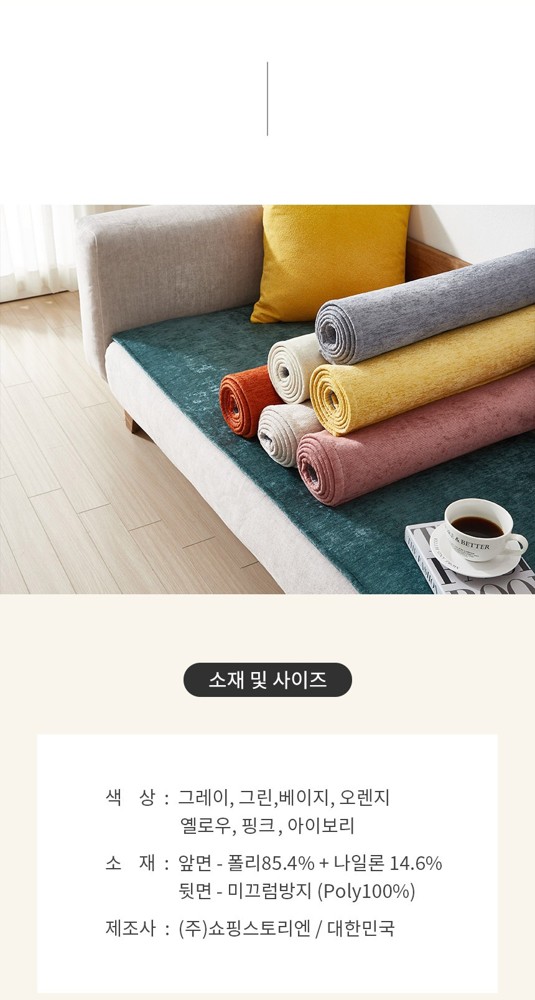 & BETTER
소재 및 사이즈
색 상 : 그레이, 그린,베이지, 오렌지
옐로우, 핑크, 아이보리
소 재 : 앞면 - 폴리85.4% + 나일론 14.6%
뒷면 - 미끄럼방지 (Poly100%)
제조사 : (주)쇼핑스토리엔 / 대한민국